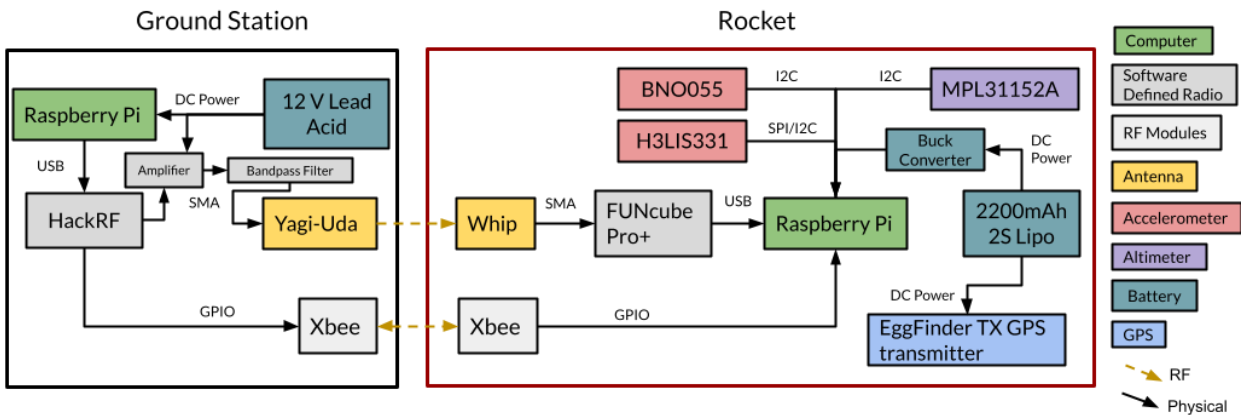 Ground Station
Rocket
Raspberry Pi
DC Power
12 V Lead
Acid
USB
Amplifier
Bandpass Filter
SMA
HackRF
Yagi-Uda
GPIO
Xbee
BNO055
I2C
I2C
MPL31152A
H3LIS331
SPI/I2C
Buck
Converter
DC
Power
Whip
SMA
FUNcube
Pro+
USB
Raspberry Pi
2200mAh
2S Lipo
Xbee
GPIO
DC Power
EggFinder TX GPS
transmitter
Computer
Software
Defined Radio
RF Modules
Antenna
Accelerometer
Altimeter
Battery
GPS
RF
Physical